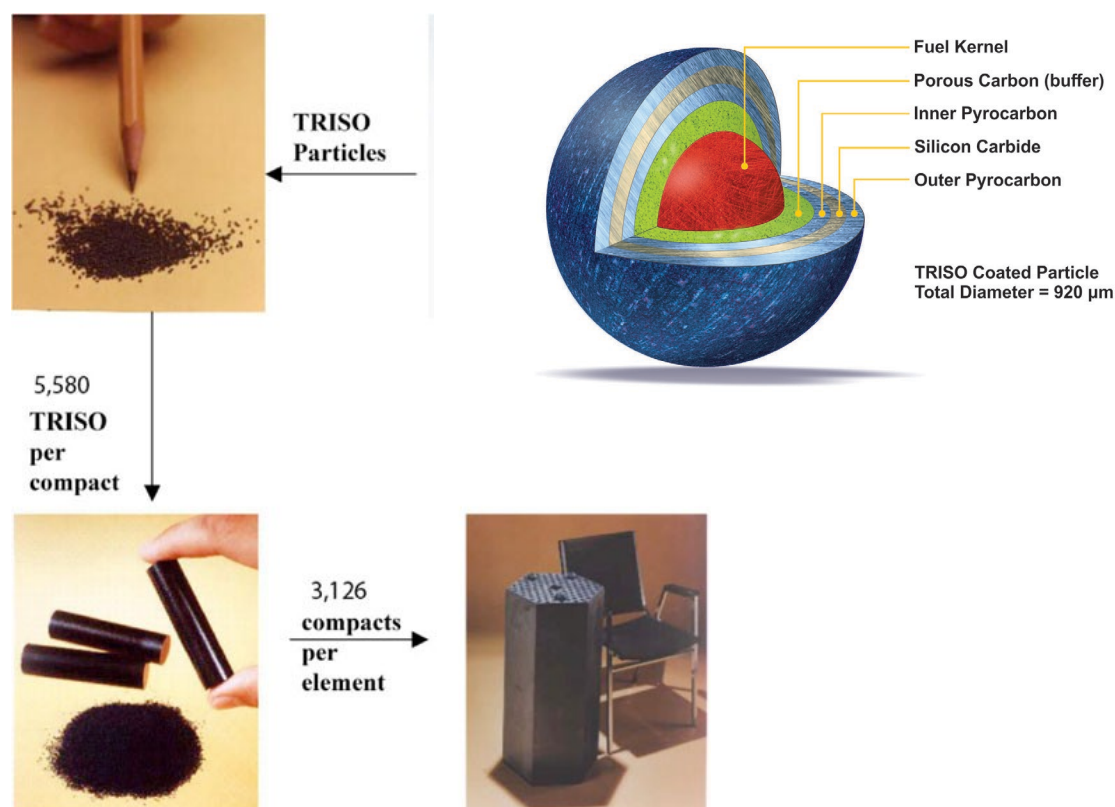 TRISO
Particles
Fuel Kernel
Porous Carbon (buffer)
Inner Pyrocarbon
Silicon Carbide
Outer Pyrocarbon
TRISO Coated Particle
Total Diameter = 920 µm
5,580
TRISO
per
compact
3,126
compacts
per
element